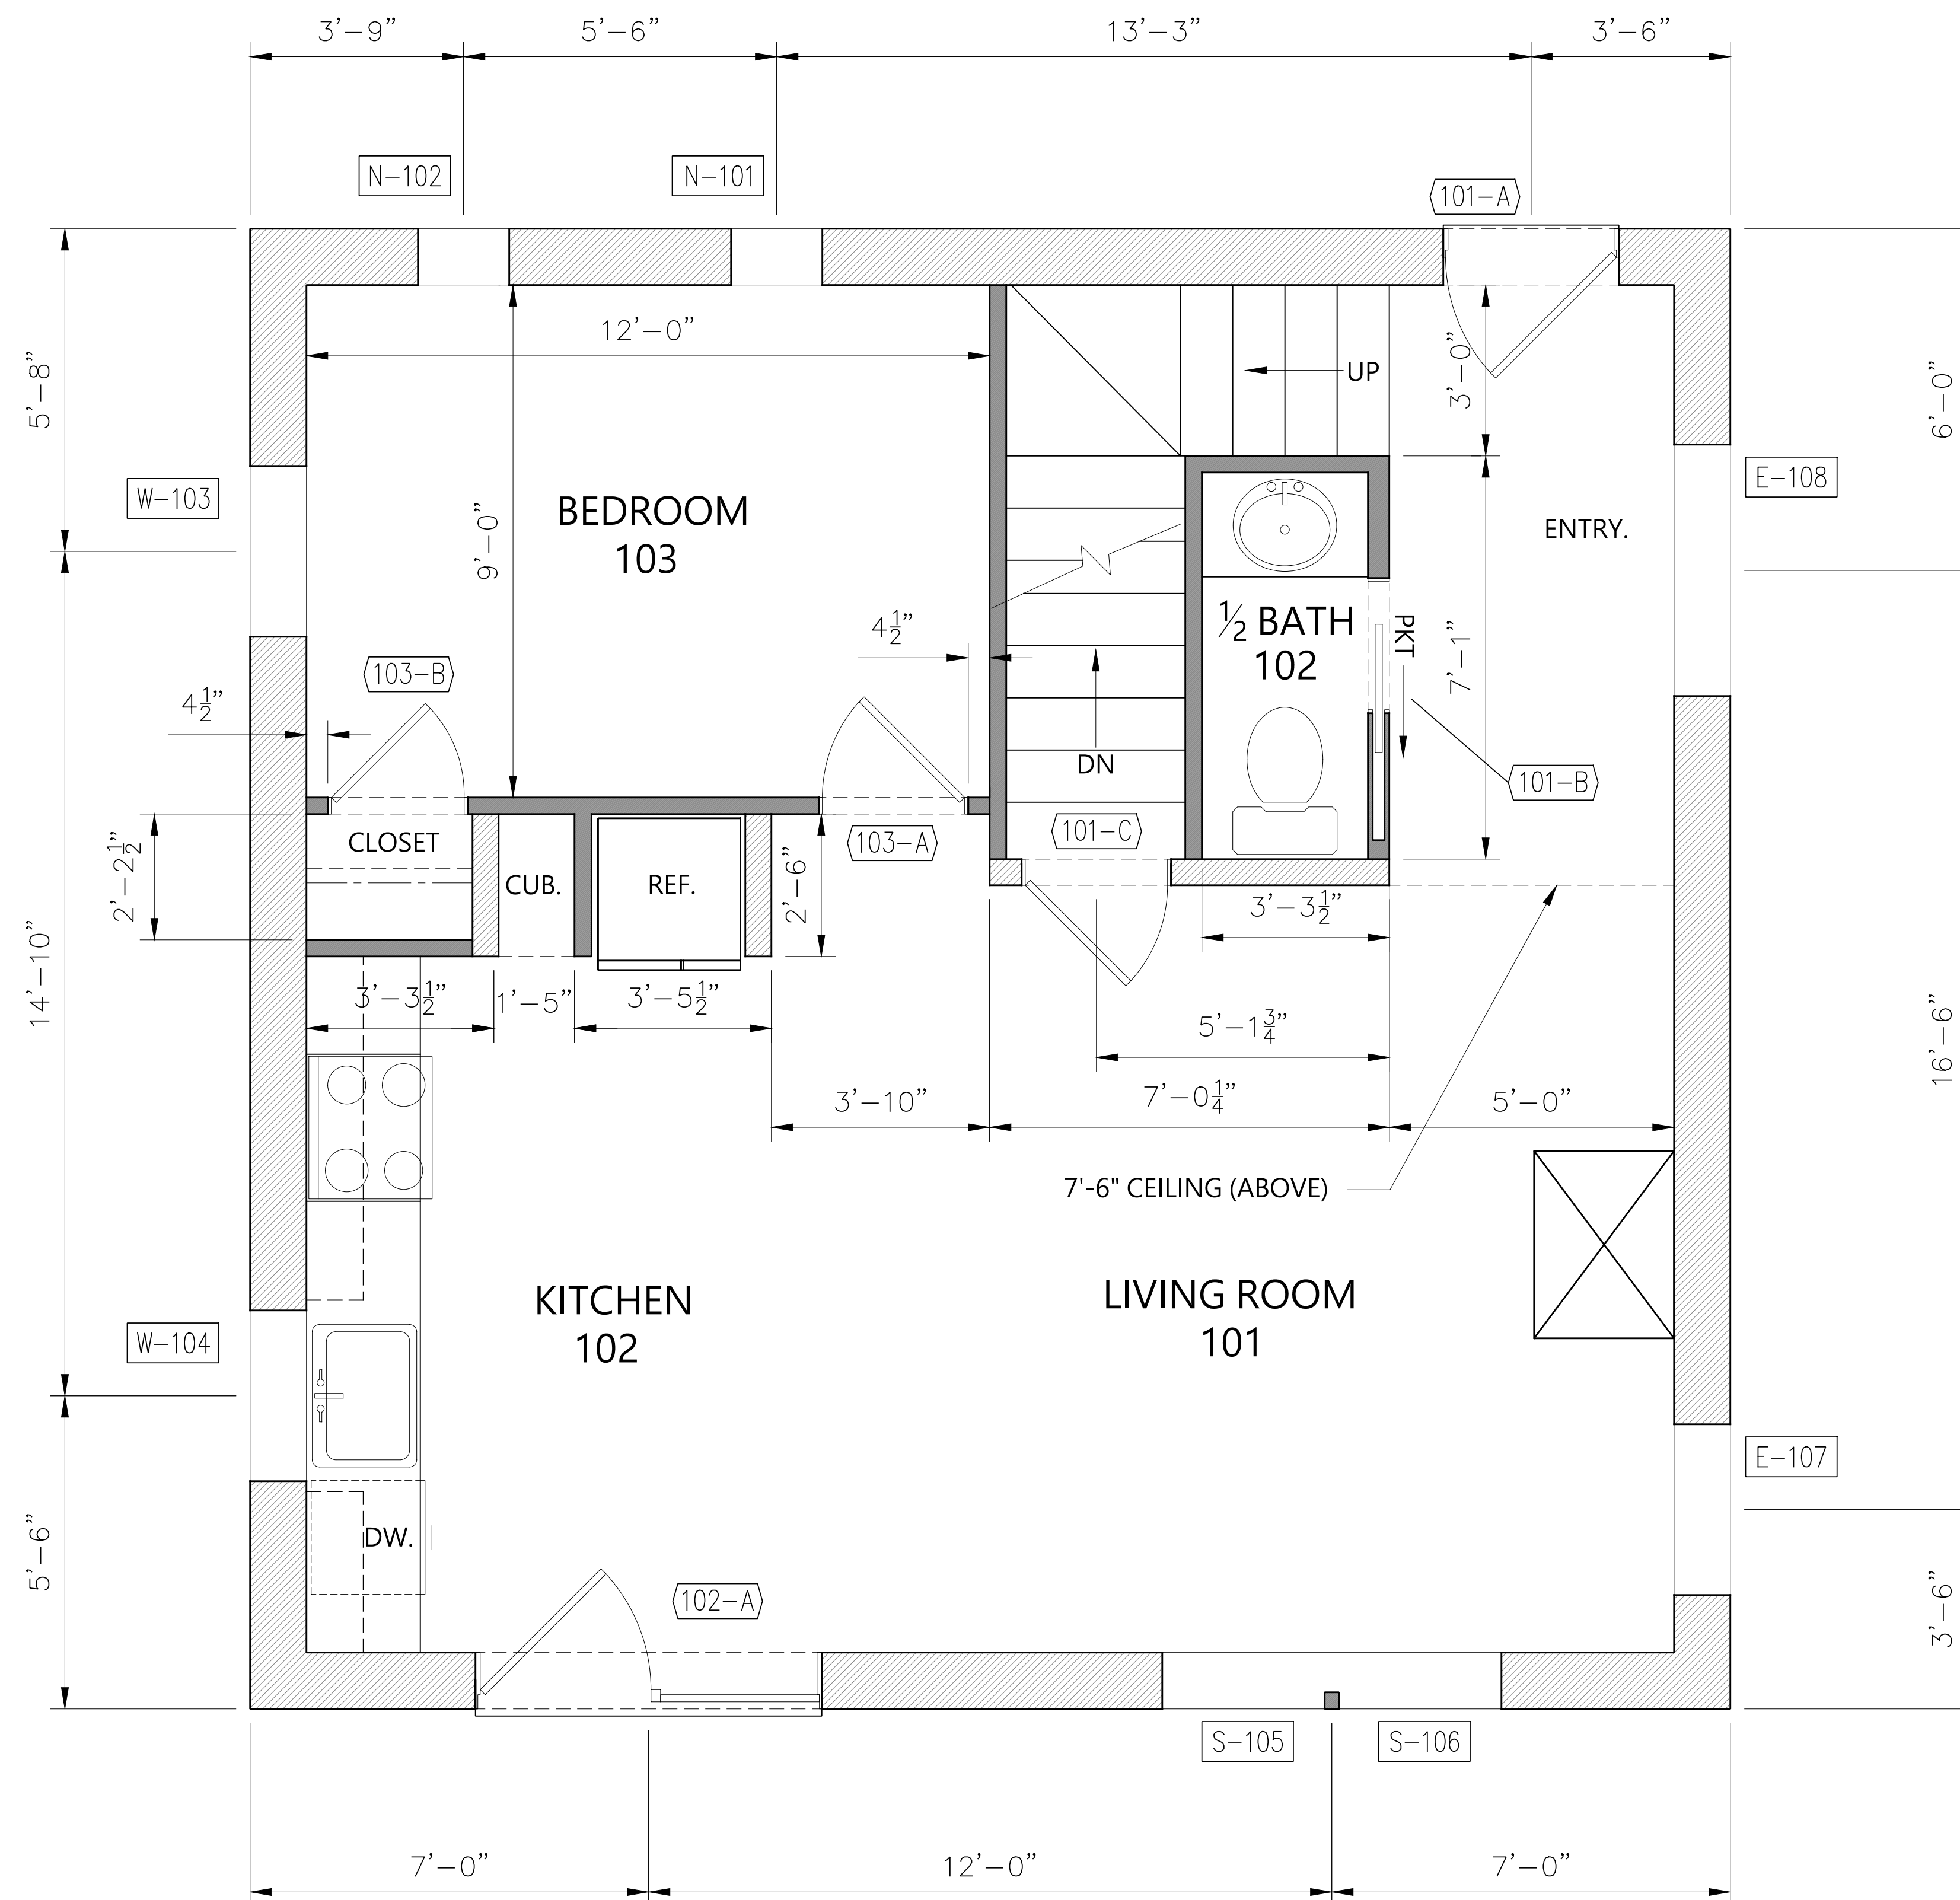 3'-9" 5'-6" 13'-3" 3'-6"
N-102 N-101 101-A
5'-8" 12'-0" 3'-0" 6'-0"
UP
W-103 9'-0" BEDROOM
103 ENTRY. E-108
4½" ½ BATH
102 PKT 7'-1"
103-B
4½" DN 101-B
CLOSET 103-A 101-C
2'-2½" CUB. REF. 2'-6" 3'-3½"
14'-10" 3'-3½" 1'-5" 3'-5½" 5'-1¾" 16'-6"
3'-10" 7'-0¼" 5'-0"
7'-6" CEILING (ABOVE)
KITCHEN
102
LIVING ROOM
101
W-104 E-107
5'-6" DW. 102-A 3'-6"
S-105 S-106
7'-0" 12'-0" 7'-0"